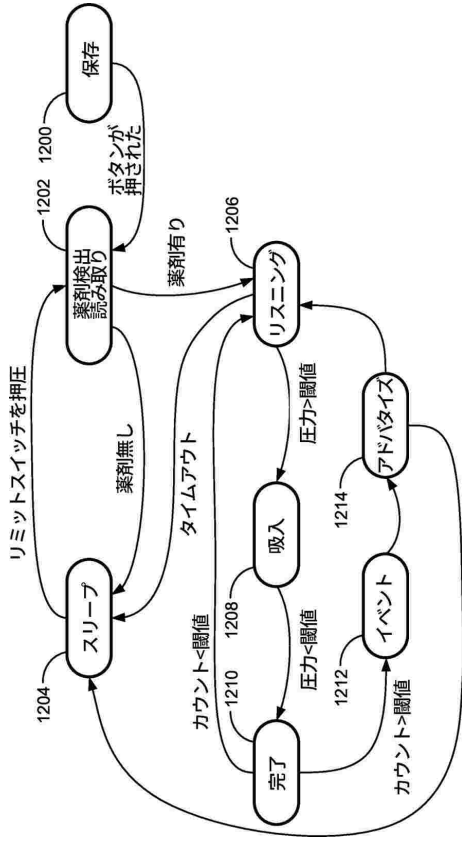 1200
保存
ボタンが
押された
1202
薬剤検出
読み取り
リミットスイッチを押圧
薬剤無し
薬剤有り
1204
スリープ
タイムアウト
1206
リスニング
圧力>閾値
1208
吸入
圧力<閾値
1210
完了
カウント<閾値
カウント>閾値
1212
イベント
1214
アドバタイズ